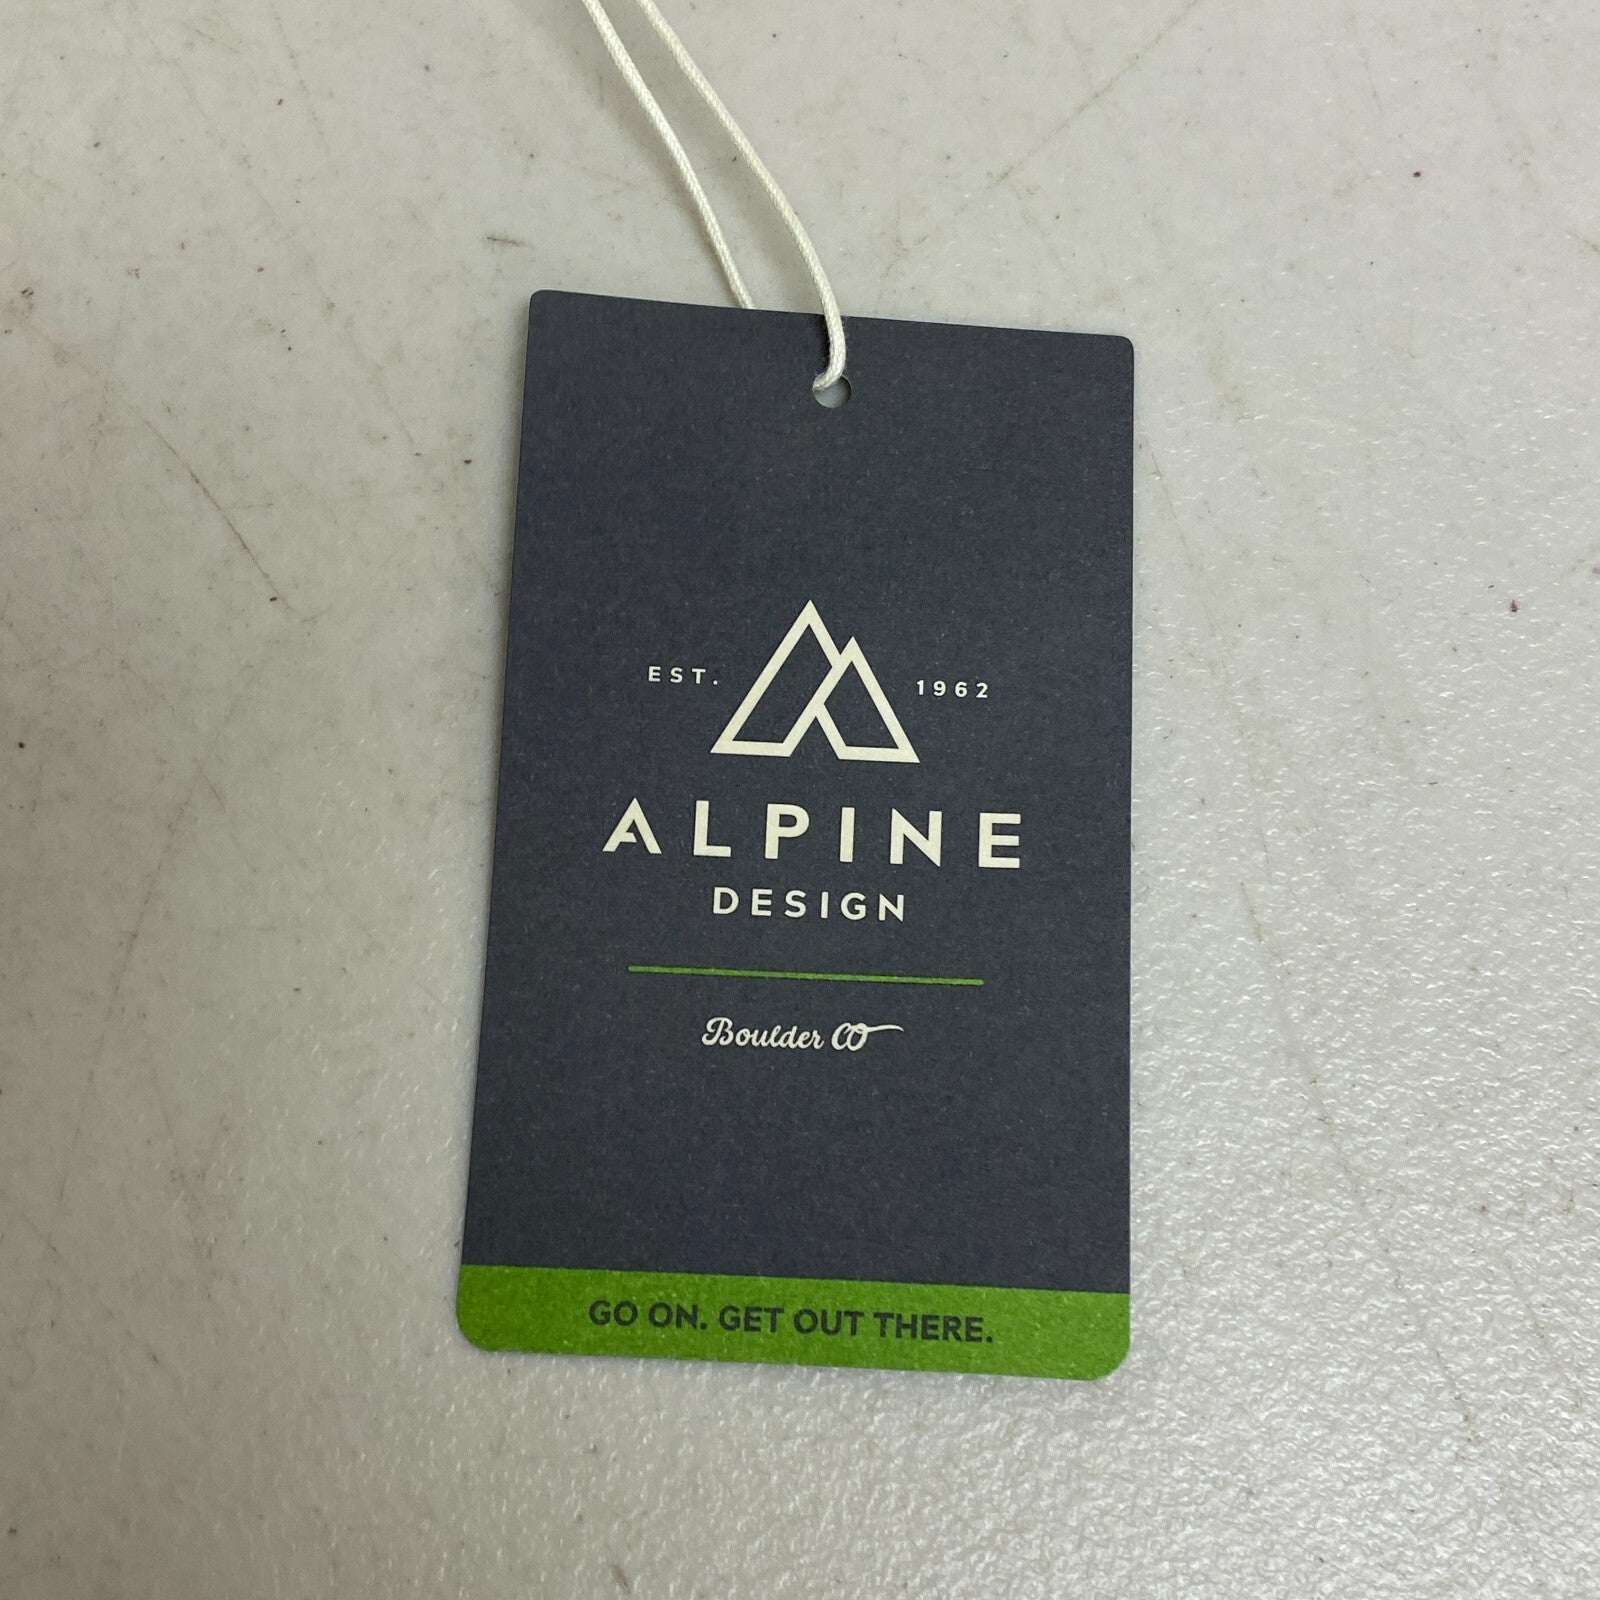 EST. 1962
ALPINE
DESIGN
Boulder CO
GO ON. GET OUT THERE.